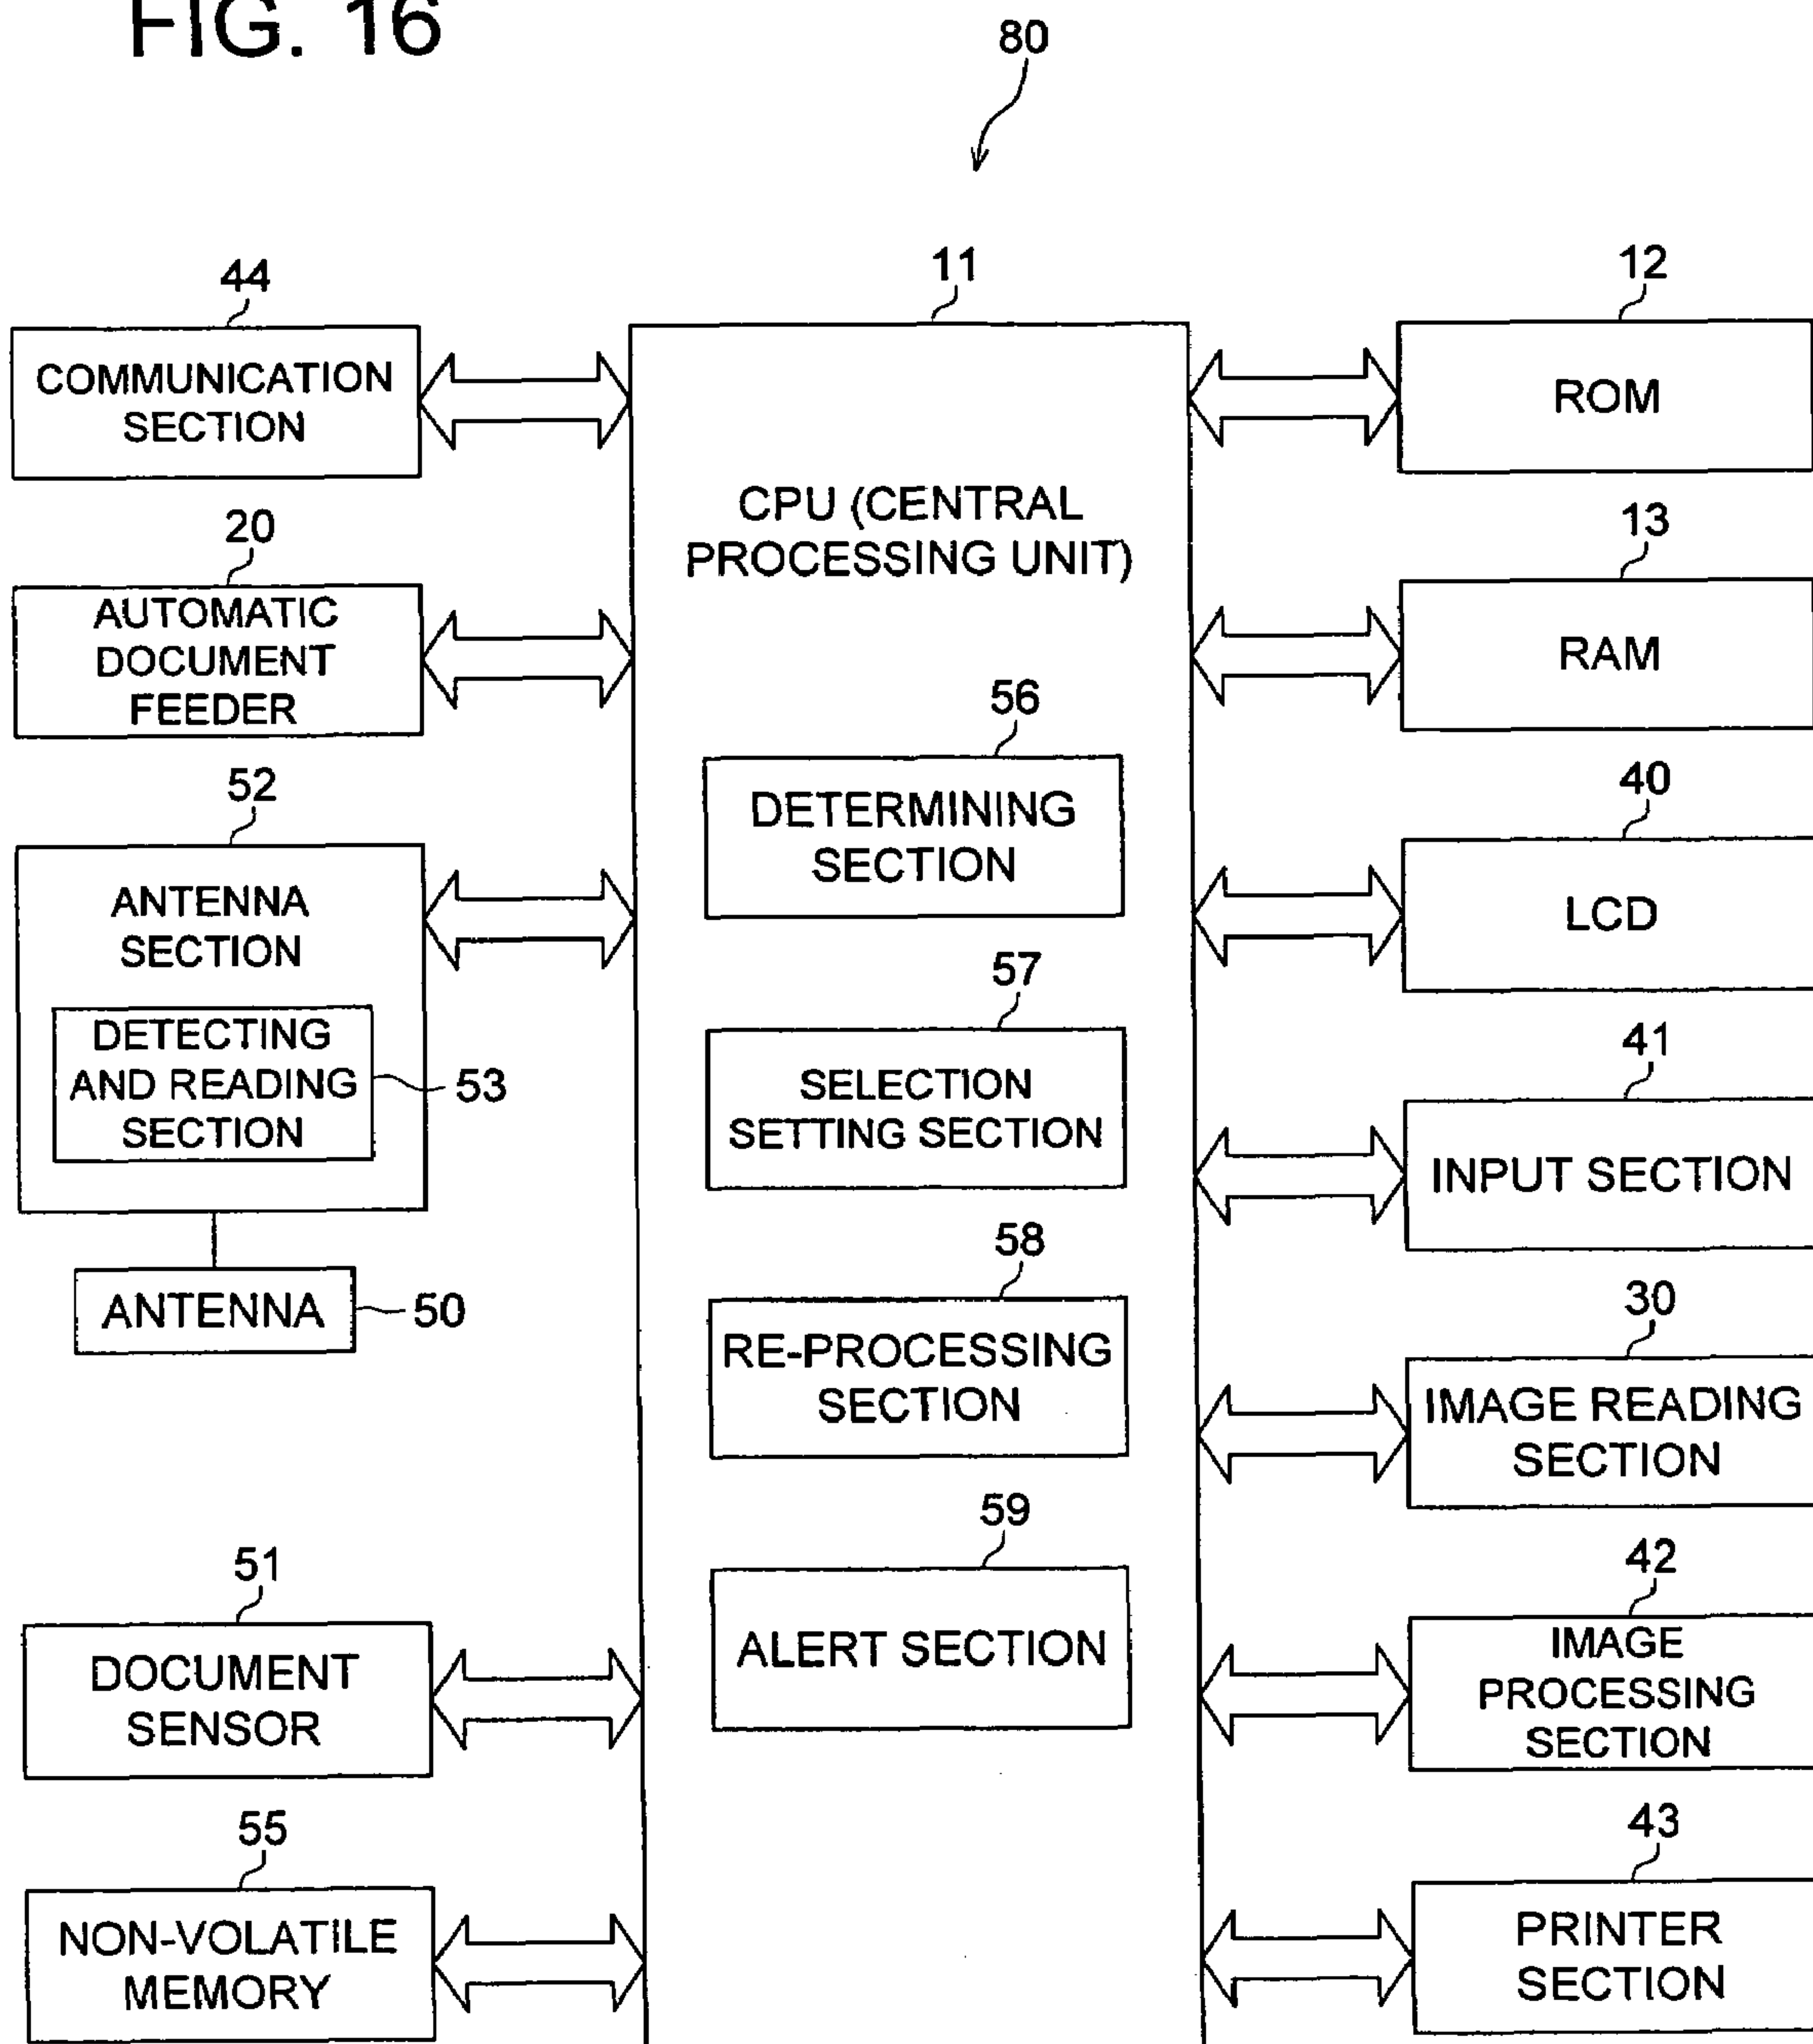 FIG. 16
80
44
COMMUNICATION
SECTION
20
AUTOMATIC
DOCUMENT
FEEDER
52
ANTENNA
SECTION
DETECTING
AND READING
SECTION
53
ANTENNA
50
51
DOCUMENT
SENSOR
55
NON-VOLATILE
MEMORY
11
CPU (CENTRAL
PROCESSING UNIT)
56
DETERMINING
SECTION
57
SELECTION
SETTING SECTION
58
RE-PROCESSING
SECTION
59
ALERT SECTION
12
ROM
13
RAM
40
LCD
41
INPUT SECTION
30
IMAGE READING
SECTION
42
IMAGE
PROCESSING
SECTION
43
PRINTER
SECTION